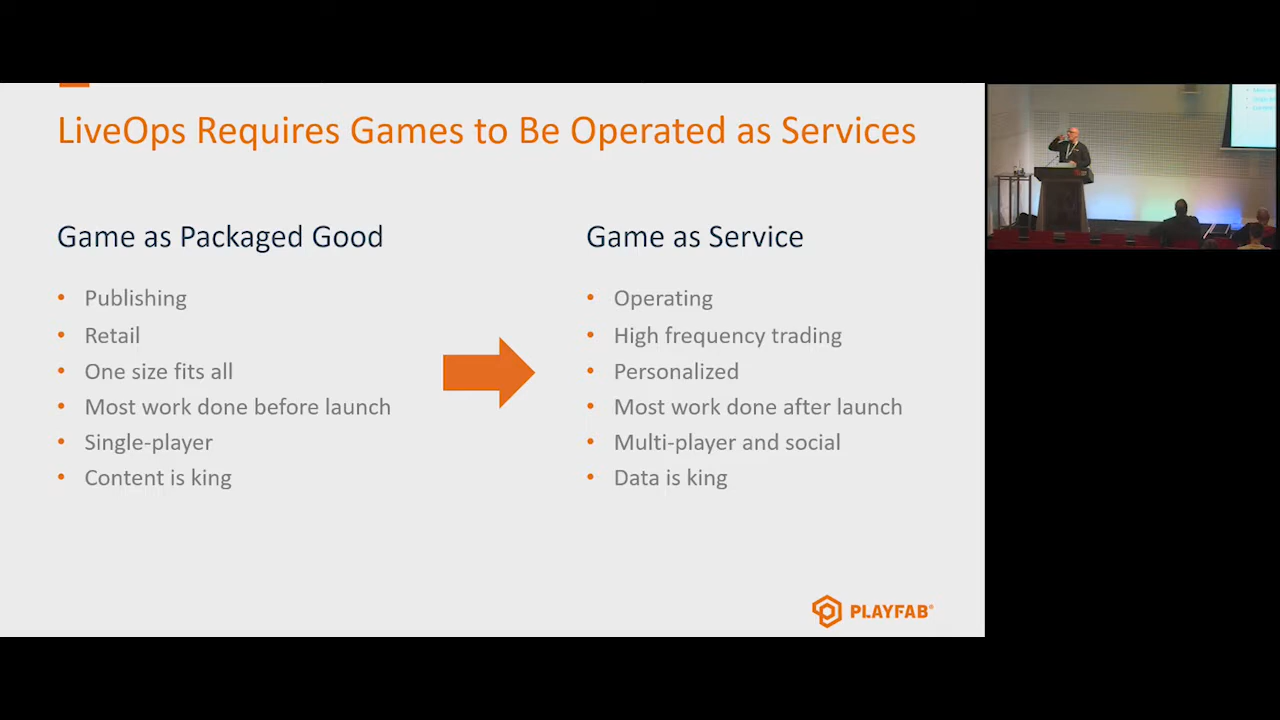 LiveOps Requires Games to Be Operated as Services
Game as Packaged Good
• Publishing
• Retail
• One size fits all
• Most work done before launch
• Single-player
• Content is king
Game as Service
• Operating
• High frequency trading
• Personalized
• Most work done after launch
• Multi-player and social
• Data is king
PLAYFAB®